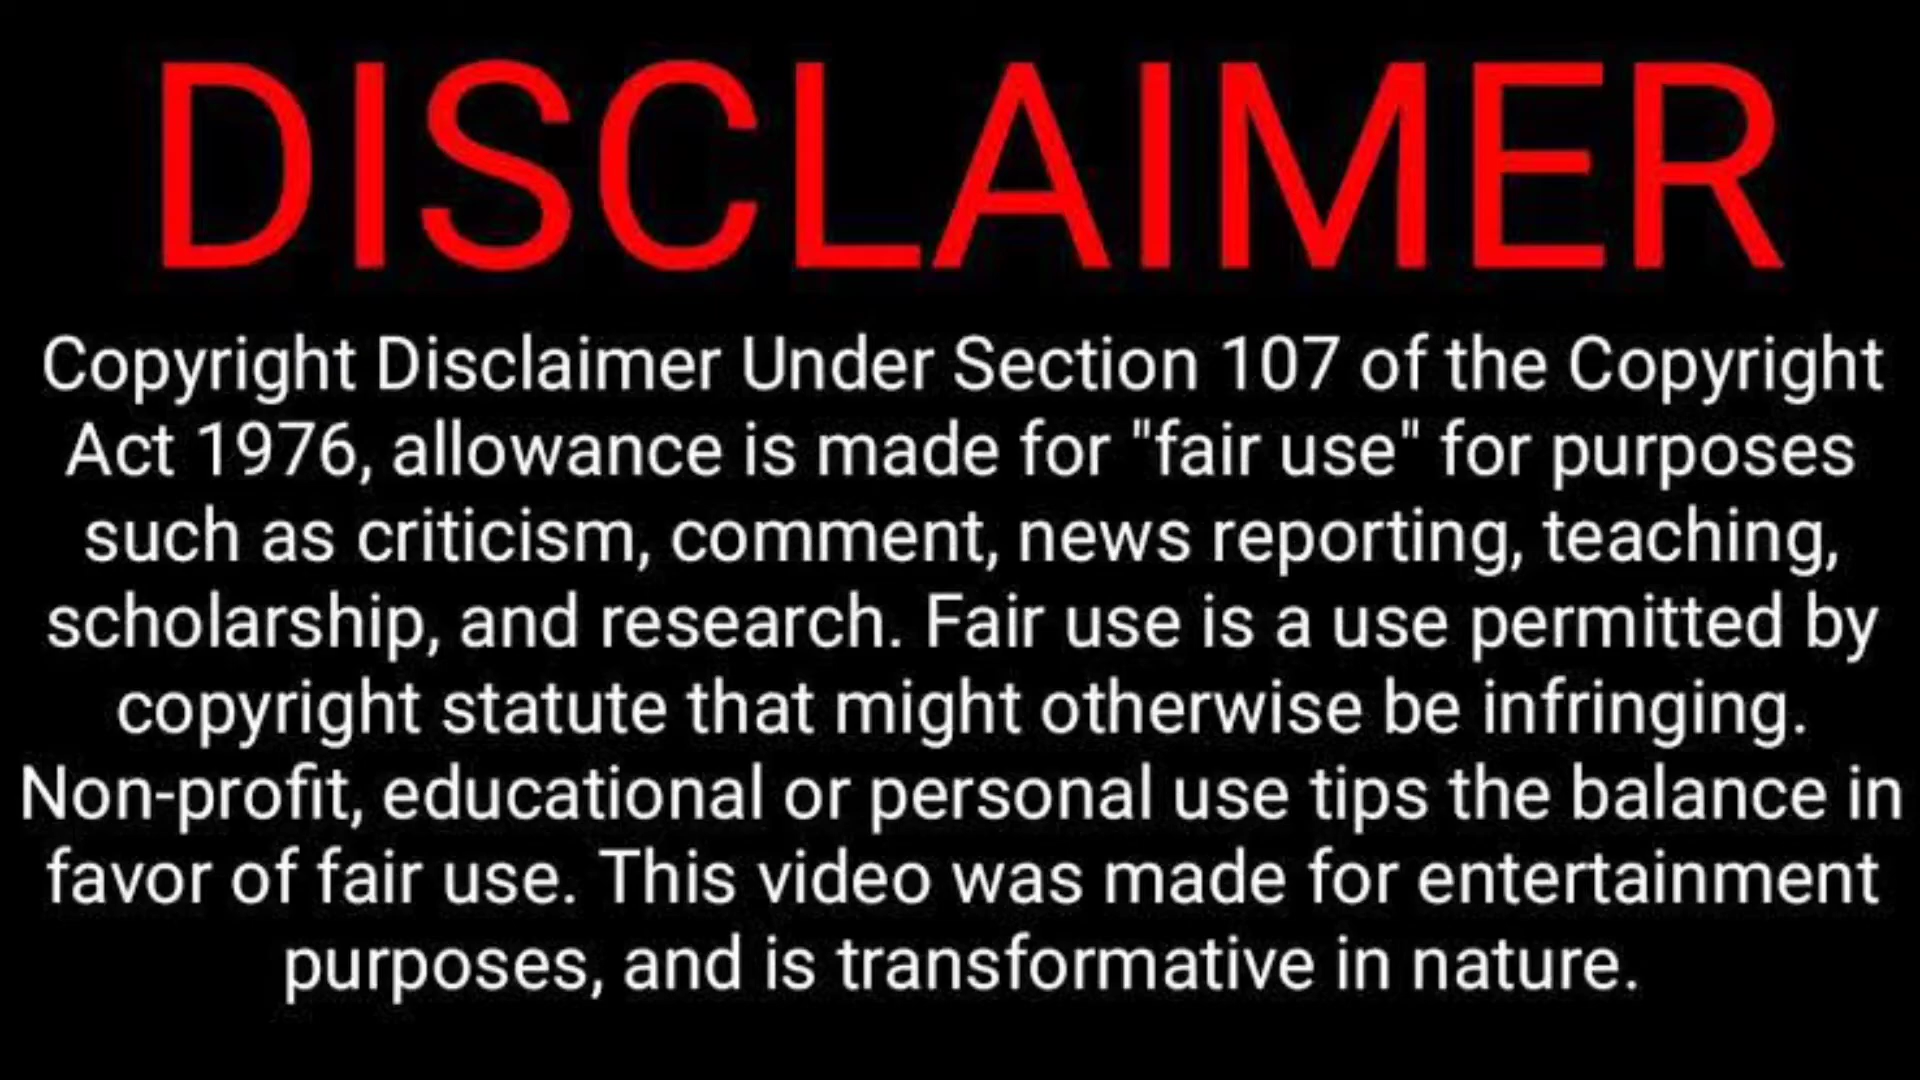 DISCLAIMER
Copyright Disclaimer Under Section 107 of the Copyright
Act 1976, allowance is made for "fair use" for purposes
such as criticism, comment, news reporting, teaching,
scholarship, and research. Fair use is a use permitted by
copyright statute that might otherwise be infringing.
Non-profit, educational or personal use tips the balance in
favor of fair use. This video was made for entertainment
purposes, and is transformative in nature.